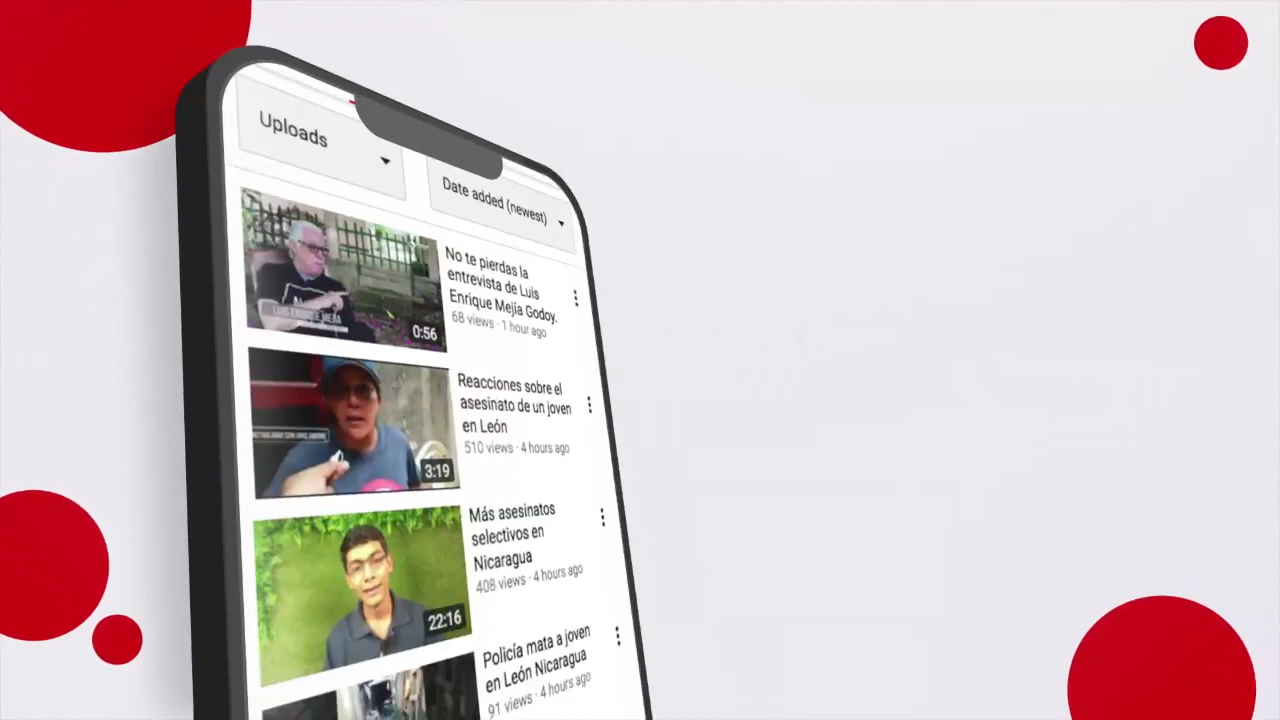 Uploads
Date added (newest)
No te pierdas la
entrevista de Luis
Enrique Mejía Godoy.
68 views · 1 hour ago
0:56
Reacciones sobre el
asesinato de un joven
en León
510 views · 4 hours ago
3:19
Más asesinatos
selectivos en
Nicaragua
408 views · 4 hours ago
22:16
Policía mata a joven
en León Nicaragua
91 views · 4 hours ago